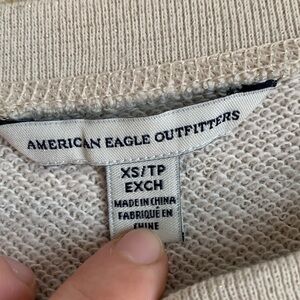 AMERICAN EAGLE OUTFITTERS
XS/TP
EXCH
MADE IN CHINA
FABRIQUÉ EN
CHINE